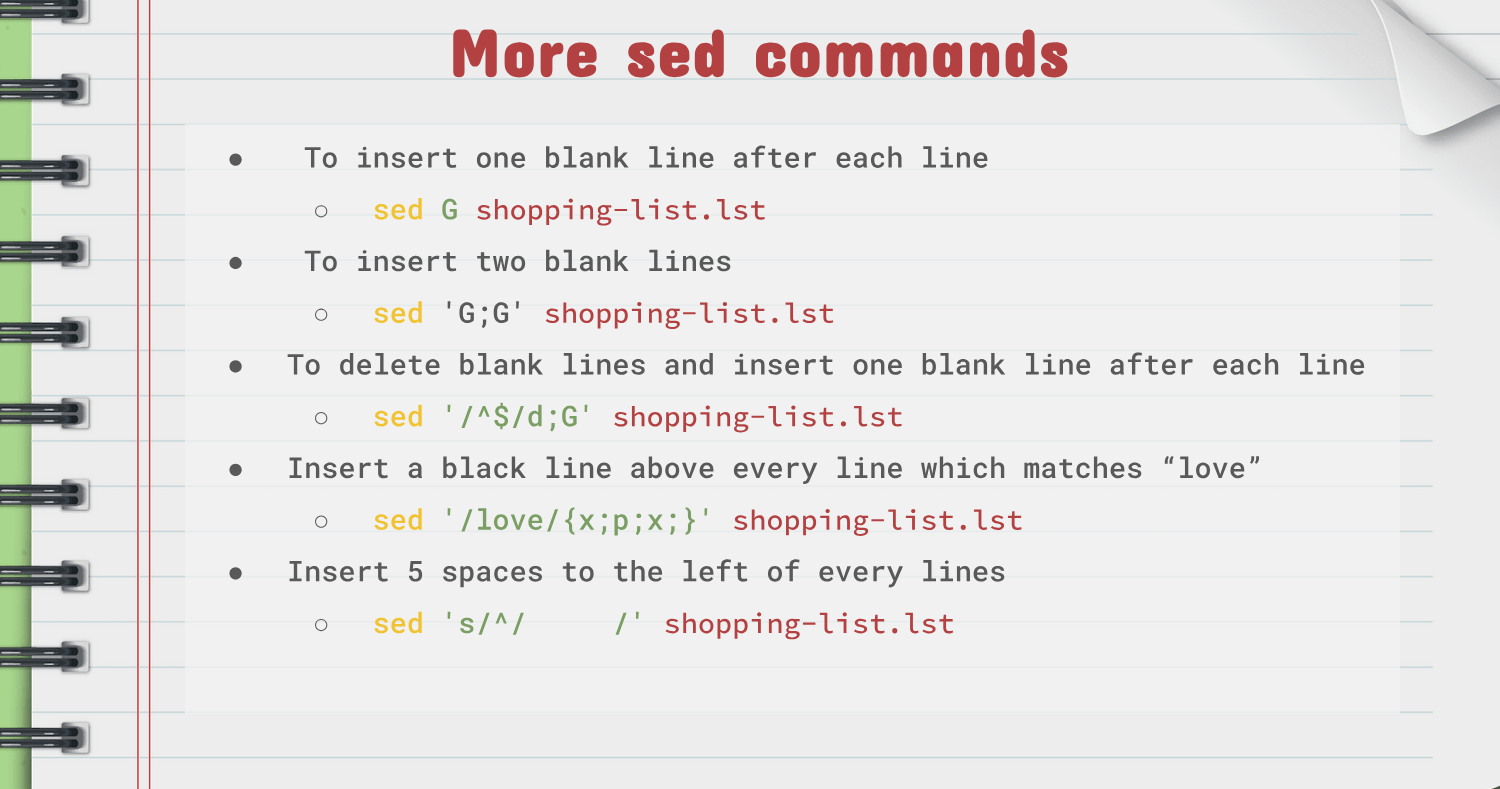 More sed commands
● To insert one blank line after each line
○ sed G shopping-list.lst
● To insert two blank lines
○ sed 'G;G' shopping-list.lst
● To delete blank lines and insert one blank line after each line
○ sed '/^$/d;G' shopping-list.lst
● Insert a black line above every line which matches “love”
○ sed '/love/{x;p;x;}' shopping-list.lst
● Insert 5 spaces to the left of every lines
○ sed 's/^/     /' shopping-list.lst